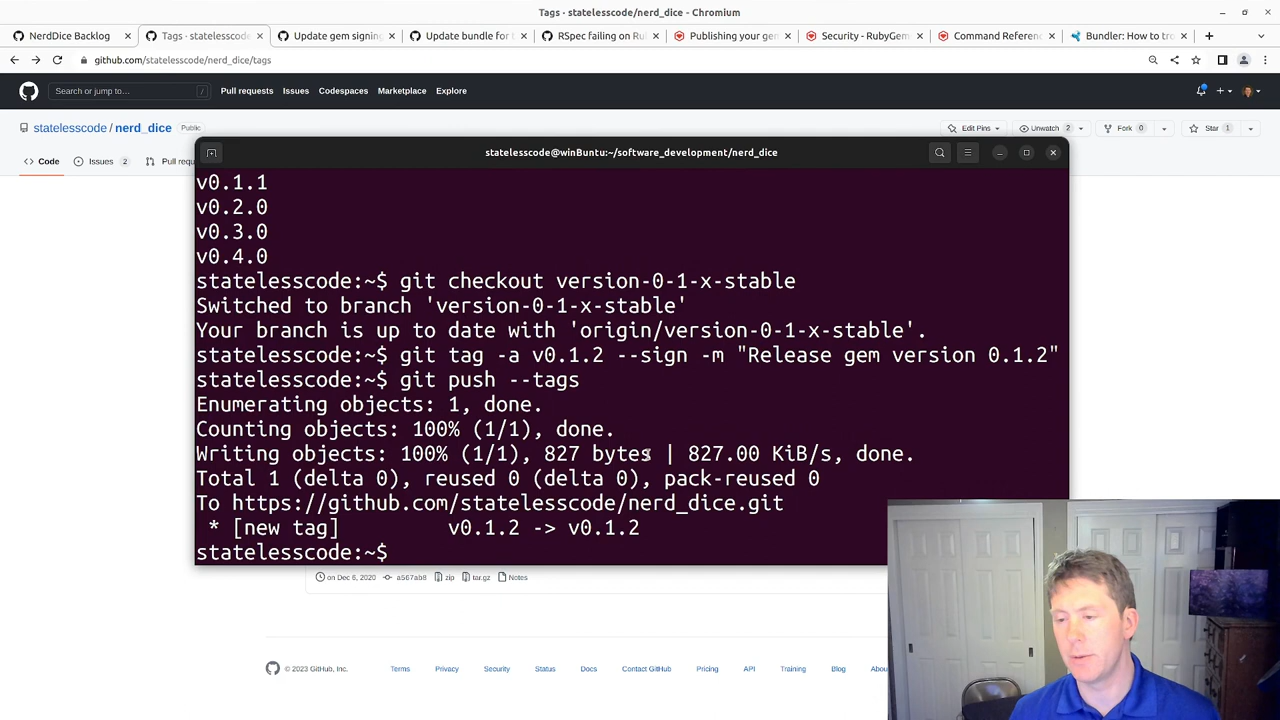 Tags · statelesscode/nerd_dice - Chromium
NerdDice Backlog
Tags · statelesscode
Update gem signing
Update bundle for t
RSpec failing on Ru
Publishing your ge
Security - RubyGem
Command Reference
Bundler: How to tr
github.com/statelesscode/nerd_dice/tags
Search or jump to…
/
Pull requests
Issues
Codespaces
Marketplace
Explore
statelesscode / nerd_dice
Public
Edit Pins
Unwatch 2
Fork 0
Star 1
Code
Issues 2
Pull requ
statelesscode@winBuntu:~/software_development/nerd_dice
v0.1.1
v0.2.0
v0.3.0
v0.4.0
statelesscode:~$ git checkout version-0-1-x-stable
Switched to branch 'version-0-1-x-stable'
Your branch is up to date with 'origin/version-0-1-x-stable'.
statelesscode:~$ git tag -a v0.1.2 --sign -m "Release gem version 0.1.2"
statelesscode:~$ git push --tags
Enumerating objects: 1, done.
Counting objects: 100% (1/1), done.
Writing objects: 100% (1/1), 827 bytes | 827.00 KiB/s, done.
Total 1 (delta 0), reused 0 (delta 0), pack-reused 0
To https://github.com/statelesscode/nerd_dice.git
* [new tag] v0.1.2 -> v0.1.2
statelesscode:~$
on Dec 6, 2020
a567ab8
zip
tar.gz
Notes
© 2023 GitHub, Inc.
Terms
Privacy
Security
Status
Docs
Contact GitHub
Pricing
API
Training
Blog
Abou